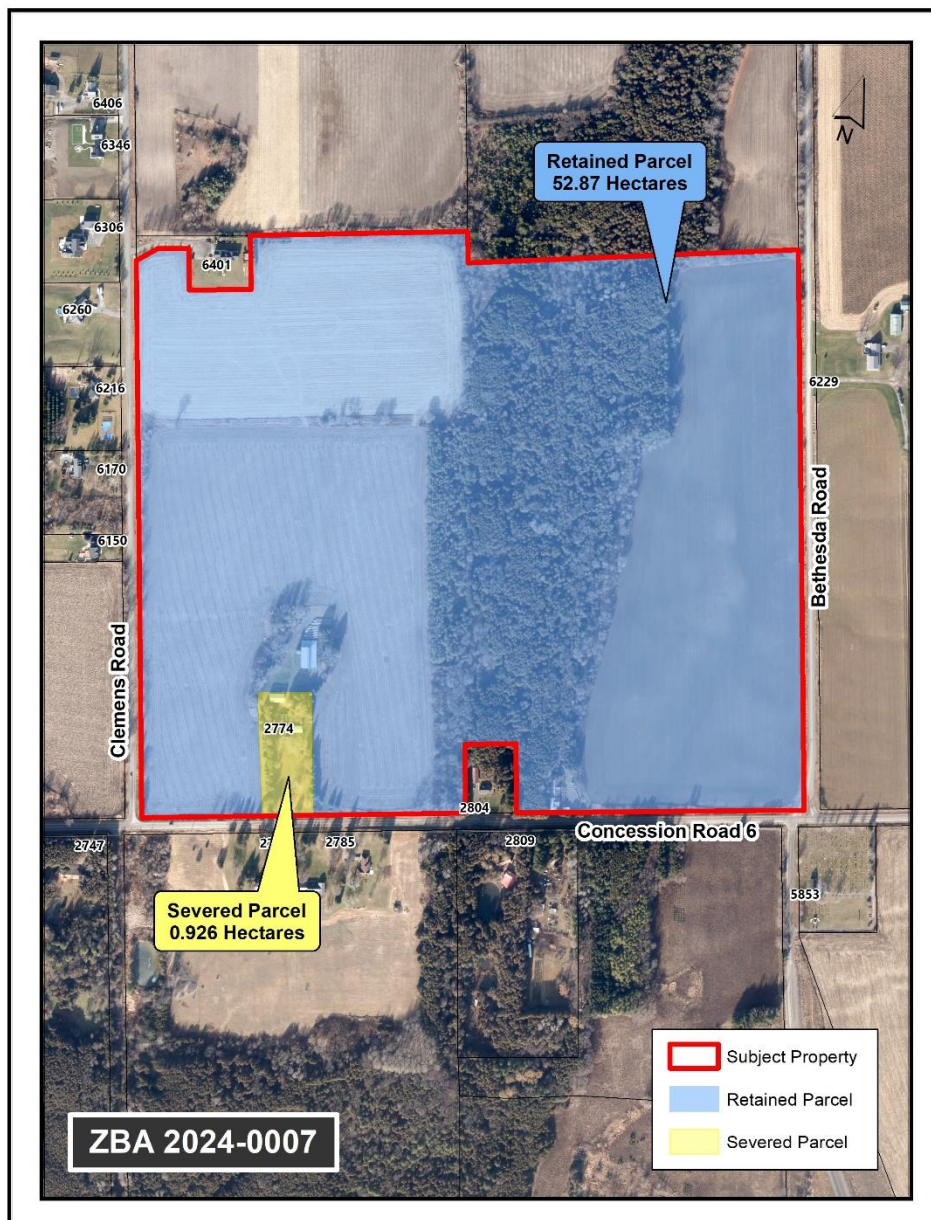 6406
6346
N
Retained Parcel
52.87 Hectares
6306
6401
6260
6216
6229
6170
6150
Bethesda Road
Clemens Road
2774
2804
Concession Road 6
2747
2785
2809
5853
Severed Parcel
0.926 Hectares
Subject Property
Retained Parcel
Severed Parcel
ZBA 2024-0007